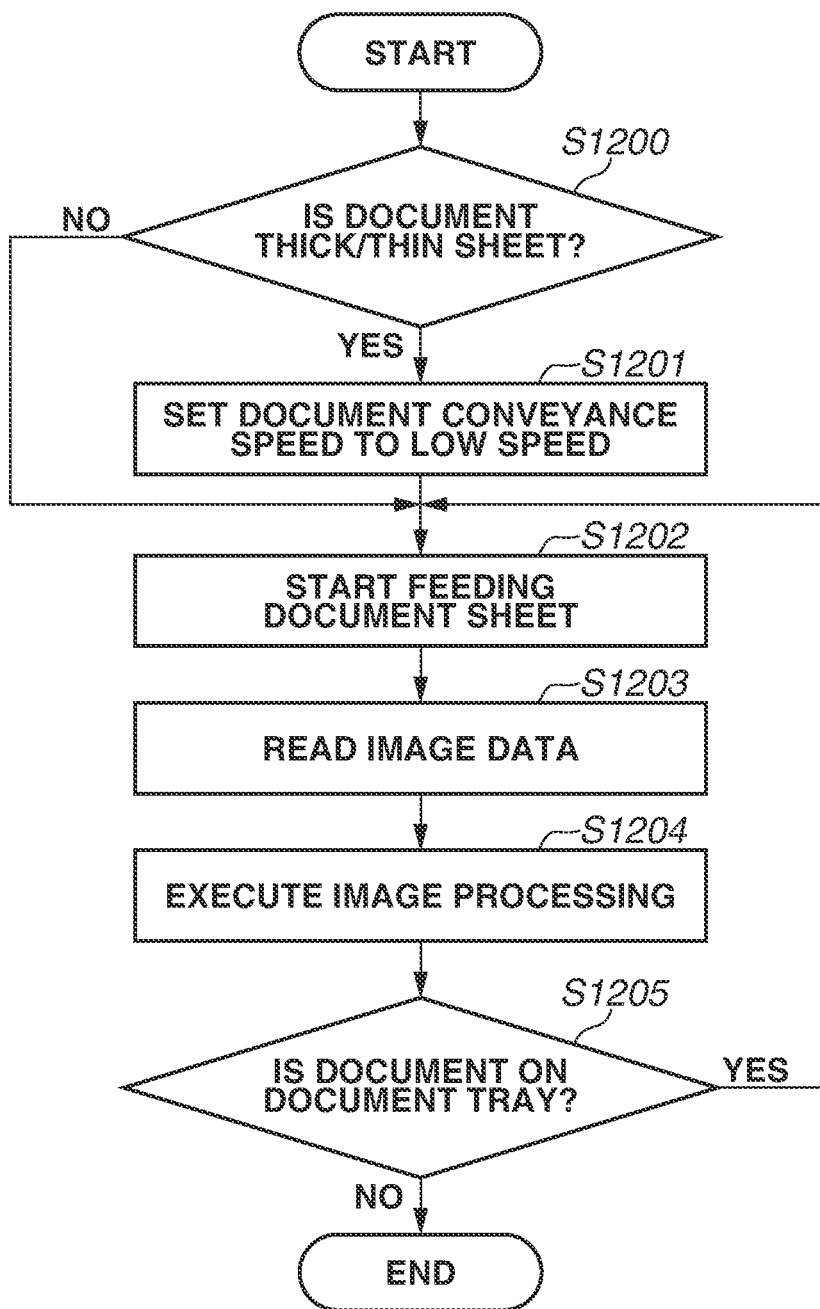 START
S1200
NO
IS DOCUMENT
THICK/THIN SHEET?
YES
S1201
SET DOCUMENT CONVEYANCE
SPEED TO LOW SPEED
S1202
START FEEDING
DOCUMENT SHEET
S1203
READ IMAGE DATA
S1204
EXECUTE IMAGE PROCESSING
S1205
IS DOCUMENT ON
DOCUMENT TRAY?
YES
NO
END